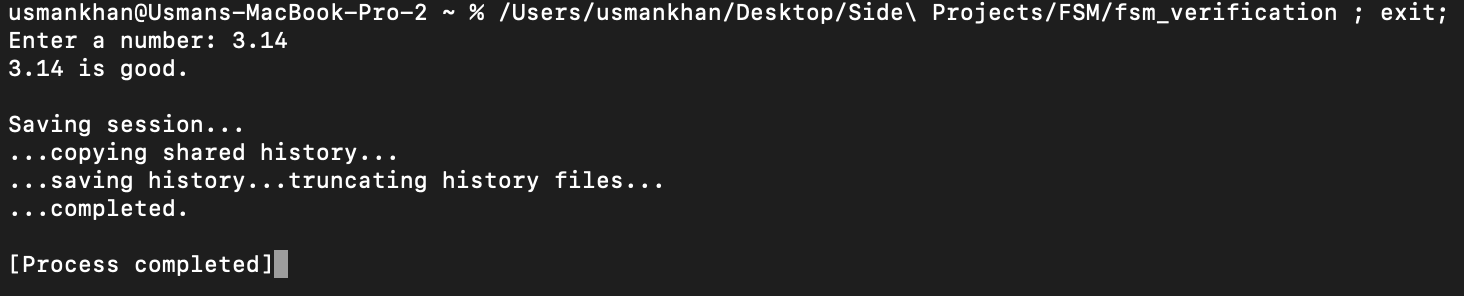 usmankhan@Usmans-MacBook-Pro-2 ~ % /Users/usmankhan/Desktop/Side\ Projects/FSM/fsm_verification ; exit;
Enter a number: 3.14
3.14 is good.
Saving session...
...copying shared history...
...saving history...truncating history files...
...completed.
[Process completed]